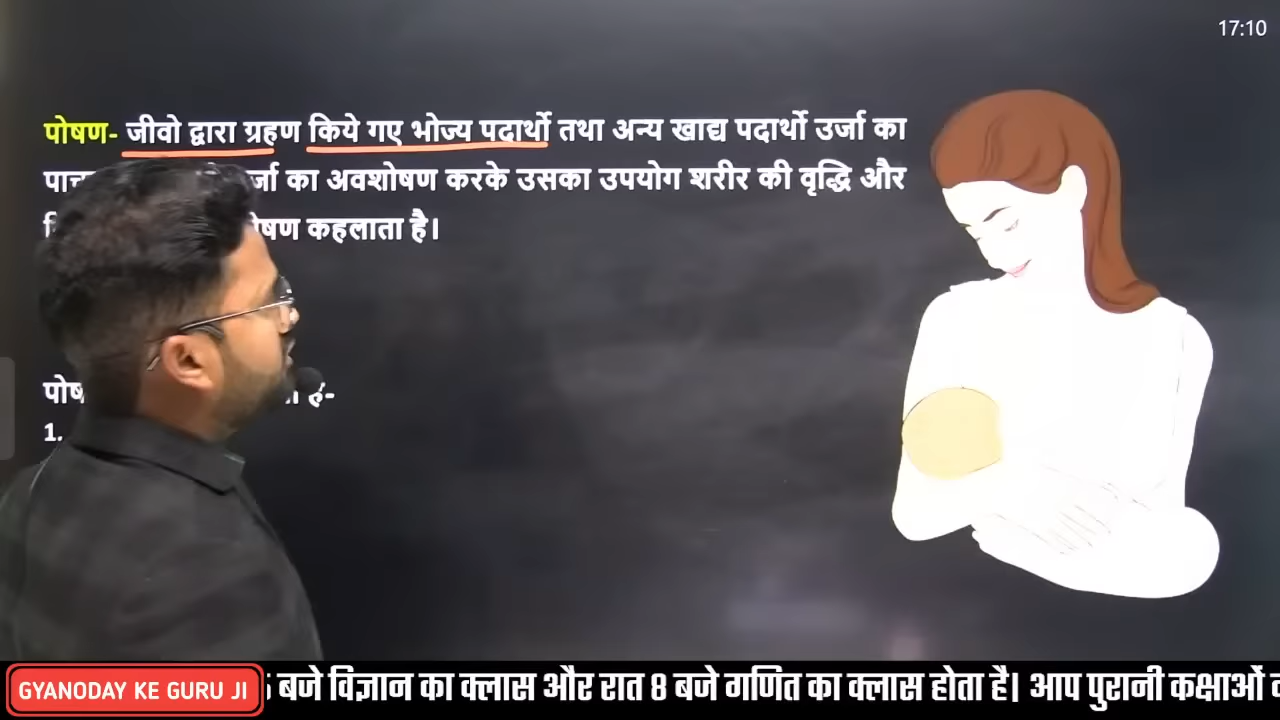 17:10
पोषण- जीवो द्वारा ग्रहण किये गए भोज्य पदार्थो तथा अन्य खाद्य पदार्थो उर्जा का
का अवशोषण करके उसका उपयोग शरीर की वृद्धि और
कहलाता है।
1.
GYANODAY KE GURU JI
बजे विज्ञान का क्लास और रात 8 बजे गणित का क्लास होता है| आप पुरानी कक्षाओं